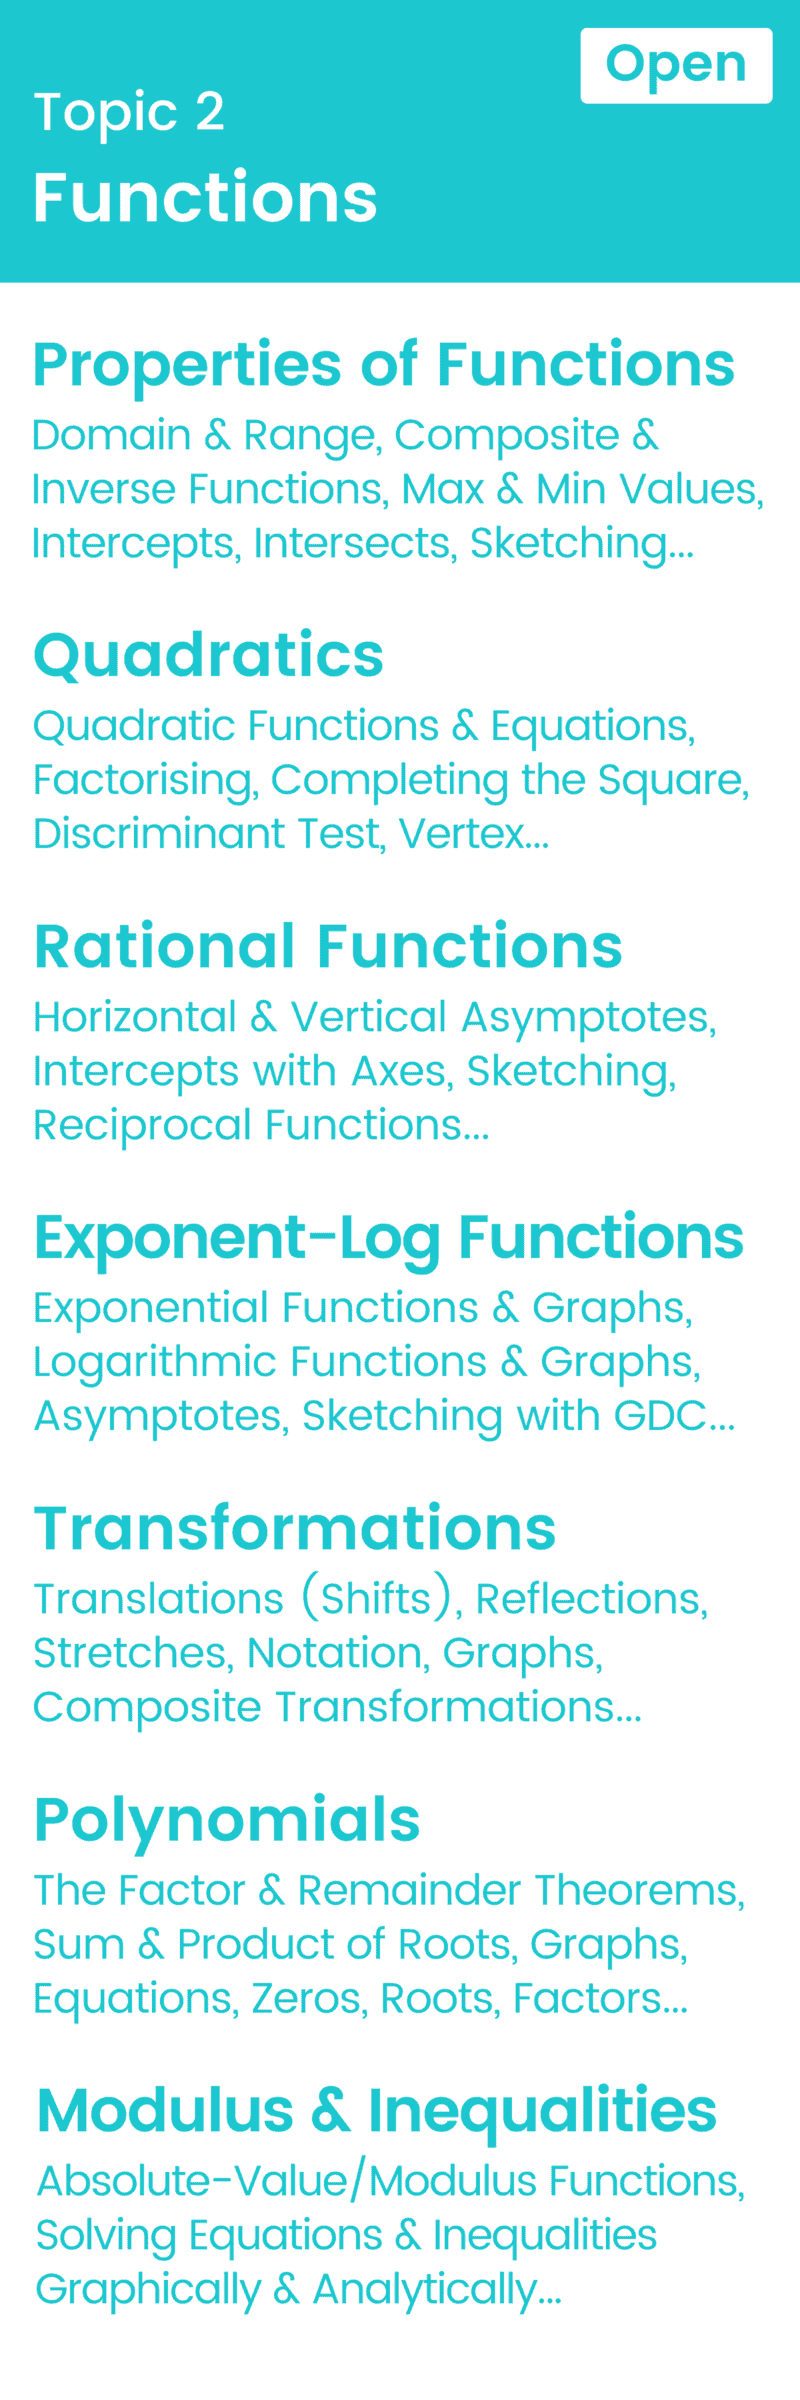 Open
Topic 2
Functions
Properties of Functions
Domain & Range, Composite &
Inverse Functions, Max & Min Values,
Intercepts, Intersects, Sketching...
Quadratics
Quadratic Functions & Equations,
Factorising, Completing the Square,
Discriminant Test, Vertex...
Rational Functions
Horizontal & Vertical Asymptotes,
Intercepts with Axes, Sketching,
Reciprocal Functions...
Exponent-Log Functions
Exponential Functions & Graphs,
Logarithmic Functions & Graphs,
Asymptotes, Sketching with GDC...
Transformations
Translations (Shifts), Reflections,
Stretches, Notation, Graphs,
Composite Transformations...
Polynomials
The Factor & Remainder Theorems,
Sum & Product of Roots, Graphs,
Equations, Zeros, Roots, Factors...
Modulus & Inequalities
Absolute-Value/Modulus Functions,
Solving Equations & Inequalities
Graphically & Analytically...